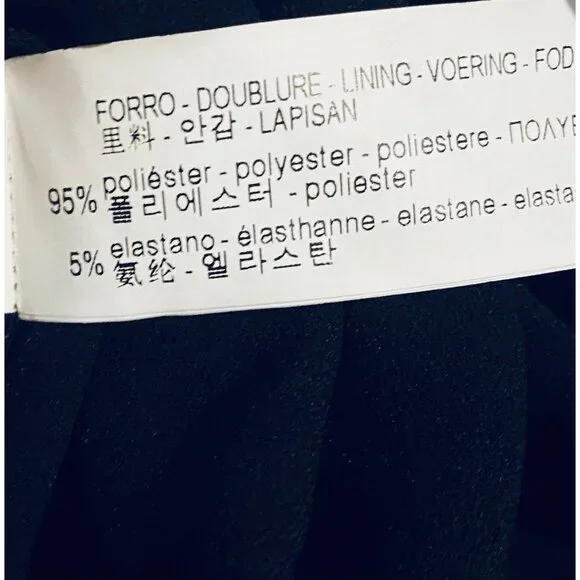 FORRO - DOUBLURE - LINING - VOERING - FOD
里料 - 안감 - LAPISAN
95% poliéster - polyester - poliestere - ПОЛУЕ
폴리에스터 - poliester
5% elastano - élasthanne - elastane - elasta
氨纶 - 엘라스탄